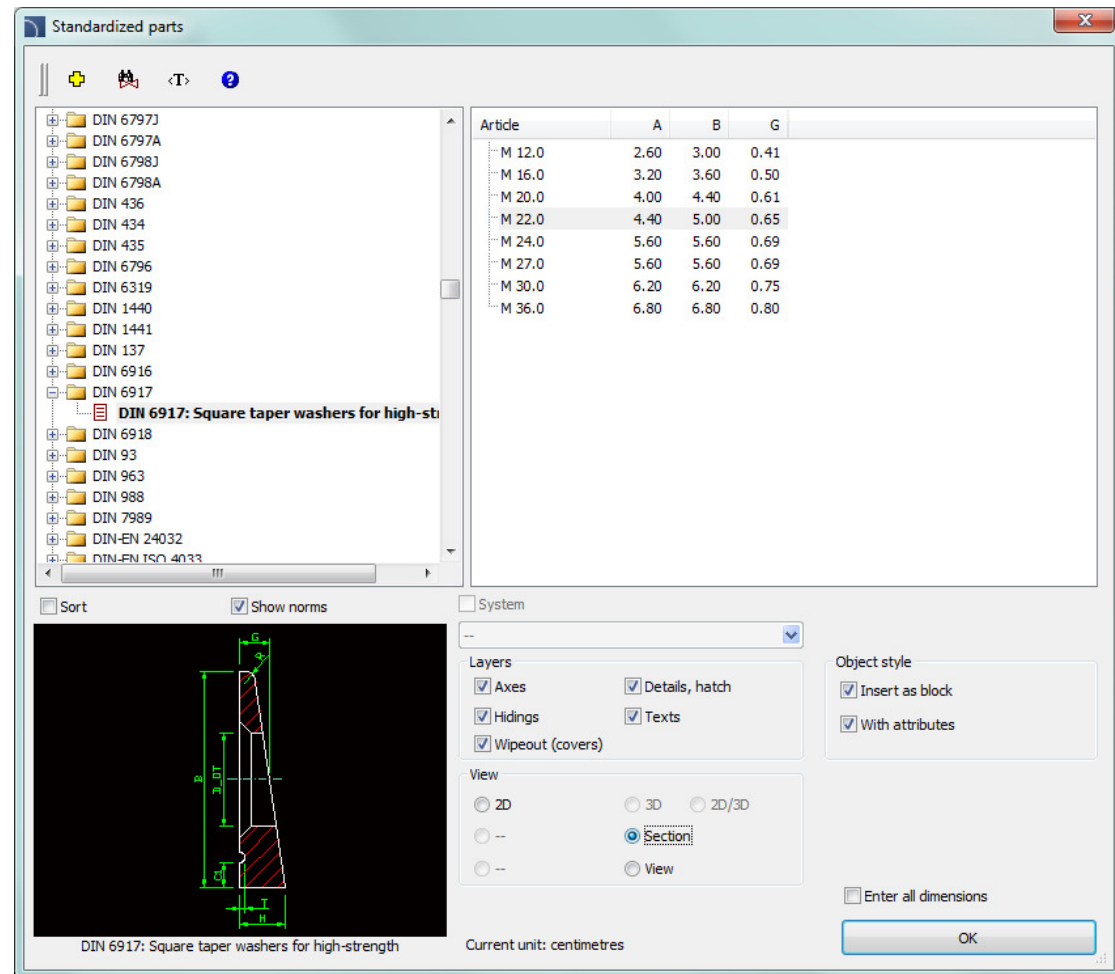 Standardized parts
<T>
DIN 6797J
DIN 6797A
DIN 6798J
DIN 6798A
DIN 436
DIN 434
DIN 435
DIN 6796
DIN 6319
DIN 1440
DIN 1441
DIN 137
DIN 6916
DIN 6917
DIN 6917: Square taper washers for high-str
DIN 6918
DIN 93
DIN 963
DIN 988
DIN 7989
DIN-EN 24032
DIN-EN ISO 4033
Article A B G
M 12.0 2.60 3.00 0.41
M 16.0 3.20 3.60 0.50
M 20.0 4.00 4.40 0.61
M 22.0 4.40 5.00 0.65
M 24.0 5.60 5.60 0.69
M 27.0 5.60 5.60 0.69
M 30.0 6.20 6.20 0.75
M 36.0 6.80 6.80 0.80
Sort Show norms
G
B
B_DT
T
H
DIN 6917: Square taper washers for high-strength
System
--
Layers
Axes Details, hatch
Hidings Texts
Wipeout (covers)
View
2D 3D 2D/3D
-- Section
-- View
Current unit: centimetres
Object style
Insert as block
With attributes
Enter all dimensions
OK